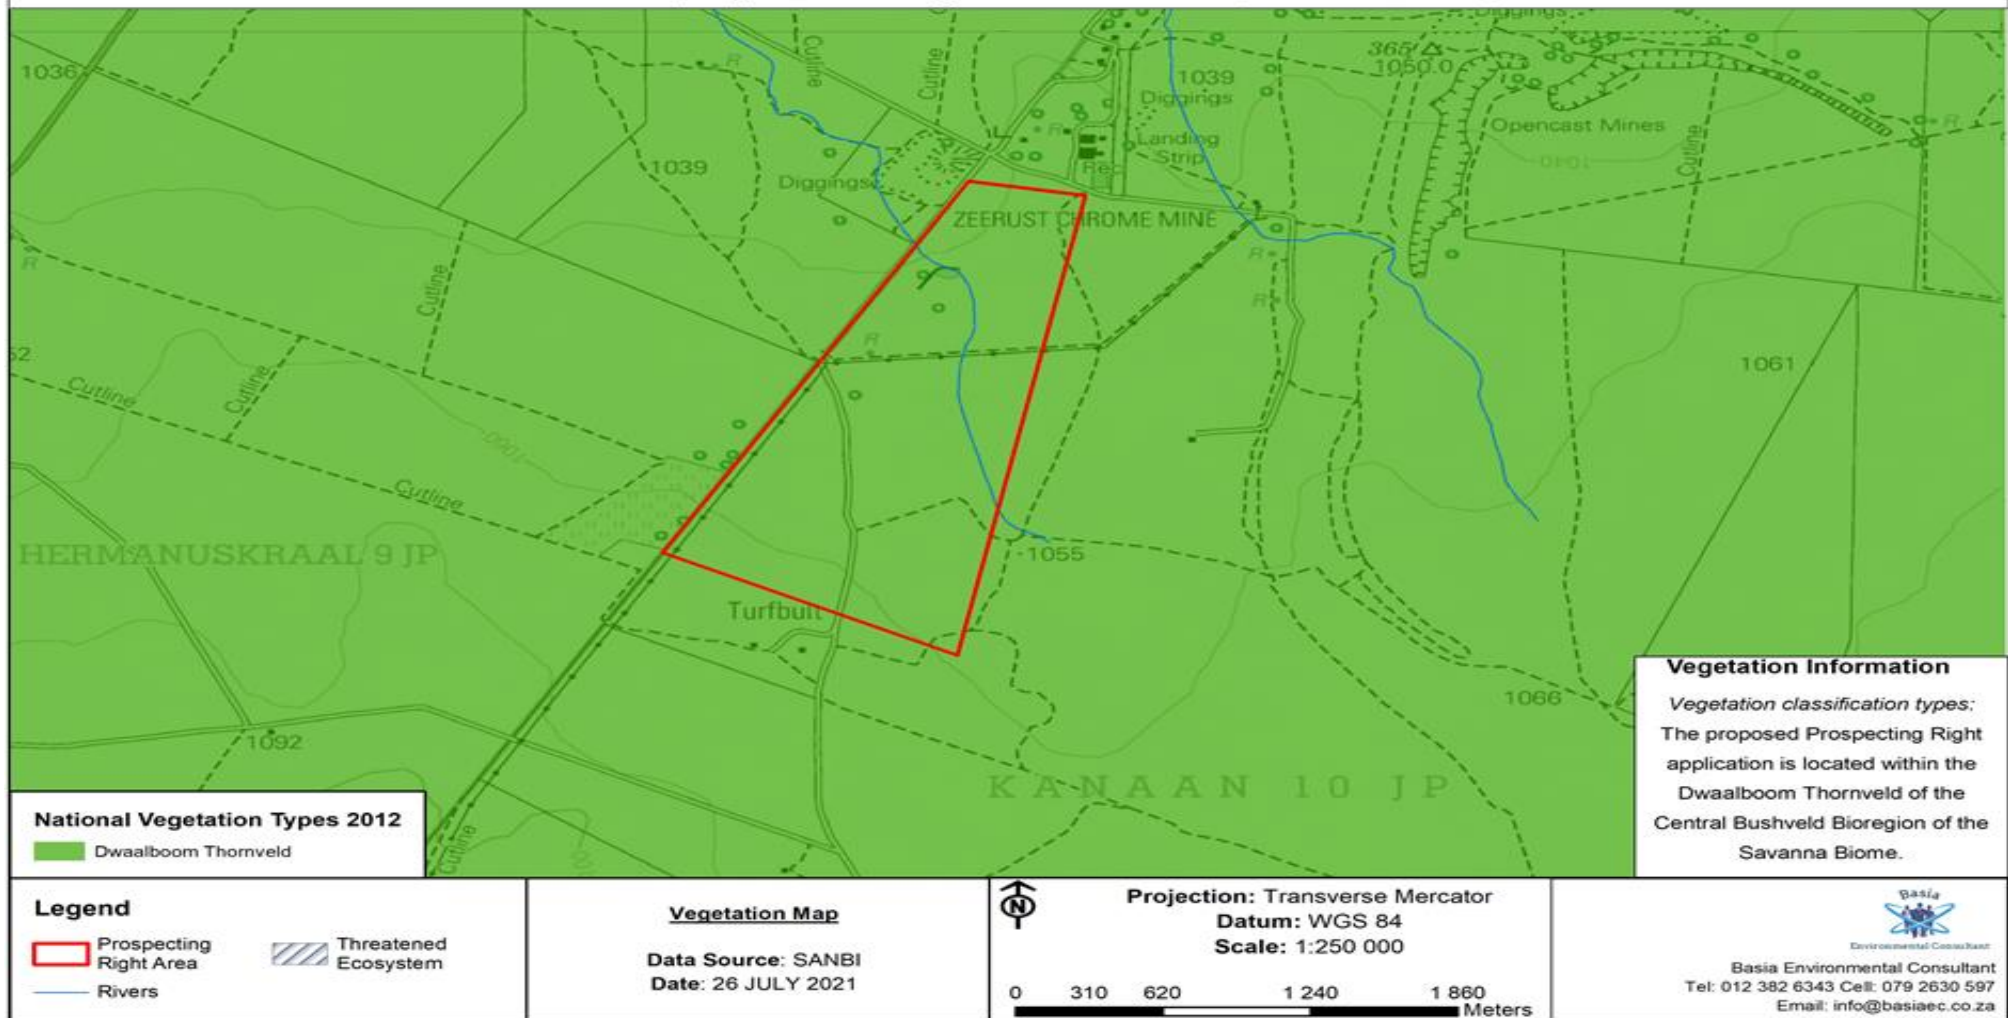 Diggings
Cutline
Cutline
R
365
1050.0
1036
1039
Diggings
R
Landing
Strip
Opencast Mines
R
1039
Diggings
Rec
1040
Cutline
ZEERUST CHROME MINE
R
R
Cutline
R
R
52
1061
Cutline
Cutline
1060
Cutline
HERMANUSKRAAL 9 JP
1055
Turfbult
1066
1092
KANAAN 10 JP
Cutline
Vegetation Information
Vegetation classification types:
The proposed Prospecting Right
application is located within the
Dwaalboom Thornveld of the
Central Bushveld Bioregion of the
Savanna Biome.
National Vegetation Types 2012
Dwaalboom Thornveld
Legend
Prospecting
Right Area
Threatened
Ecosystem
Rivers
Vegetation Map
Data Source: SANBI
Date: 26 JULY 2021
N
Projection: Transverse Mercator
Datum: WGS 84
Scale: 1:250 000
0 310 620 1 240 1 860
Meters
Basia
Environmental Consultant
Basia Environmental Consultant
Tel: 012 382 6343 Cell: 079 2630 597
Email: info@basiaec.co.za